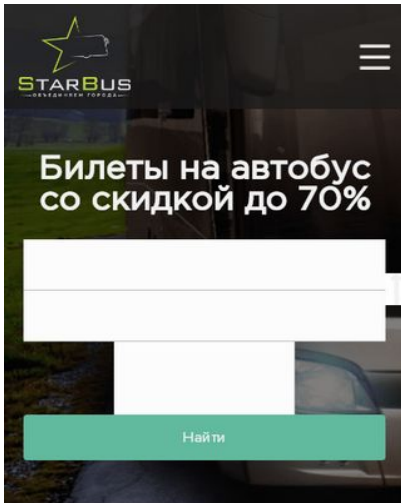 STARBUS
ОБЪЕДИНЯЕМ ГОРОДА
Билеты на автобус
со скидкой до 70%
Найти